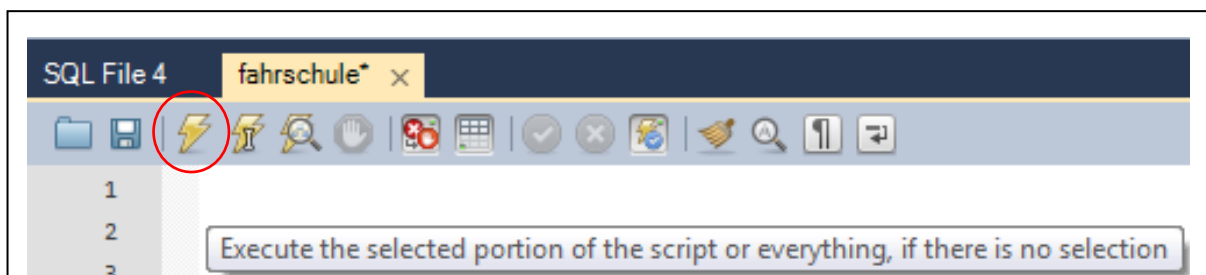 SQL File 4 fahrschule* ×
1
2
Execute the selected portion of the script or everything, if there is no selection
3